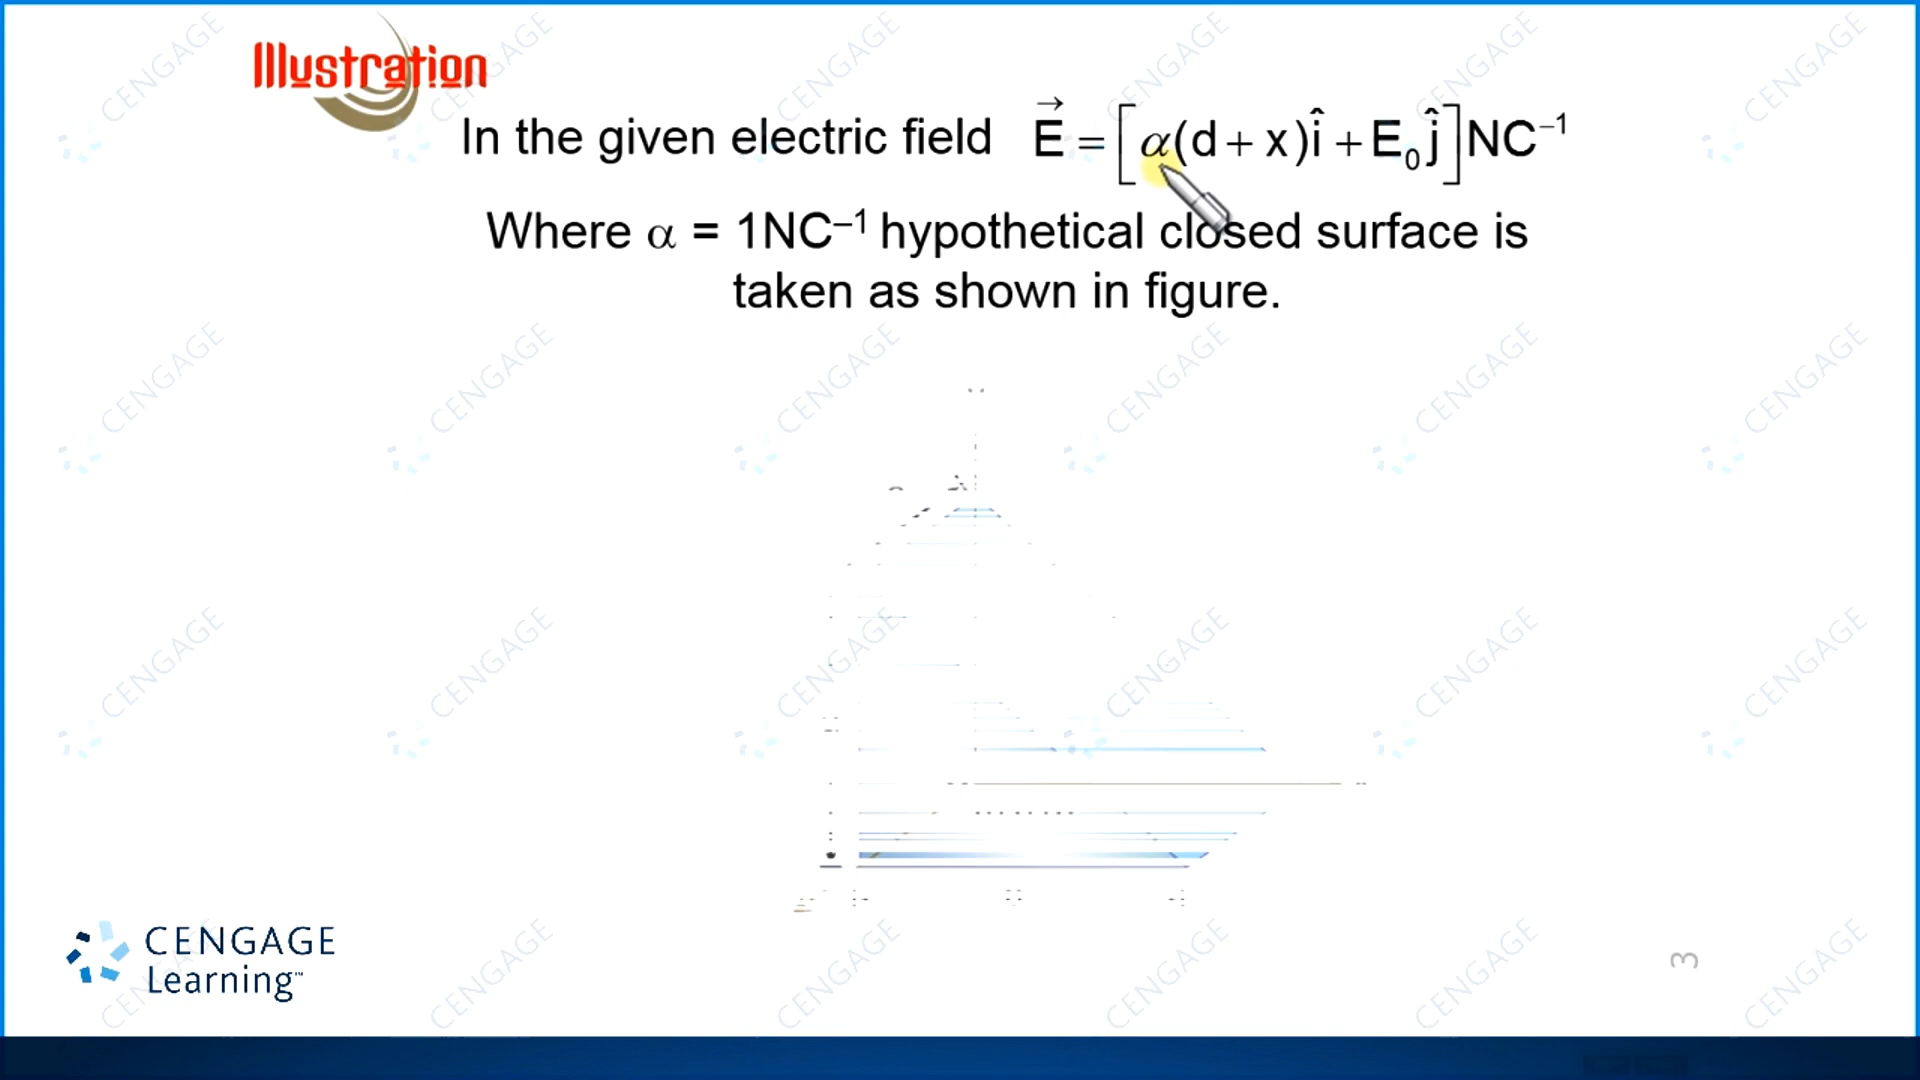 Illustration
In the given electric field E⃗ = [α(d + x)î + E₀ĵ] NC⁻¹
Where α = 1NC⁻¹ hypothetical closed surface is
taken as shown in figure.
CENGAGE
Learning™
3